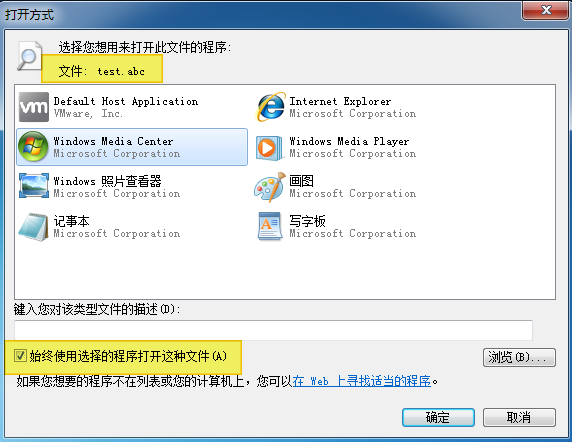 打开方式
选择您想用来打开此文件的程序:
文件: test.abc
Default Host Application
VMware, Inc.
Internet Explorer
Microsoft Corporation
Windows Media Center
Microsoft Corporation
Windows Media Player
Microsoft Corporation
Windows 照片查看器
Microsoft Corporation
画图
Microsoft Corporation
记事本
Microsoft Corporation
写字板
Microsoft Corporation
键入您对该类型文件的描述(D):
始终使用选择的程序打开这种文件(A)
浏览(B)...
如果您想要的程序不在列表或您的计算机上，您可以在 Web 上寻找适当的程序。
确定
取消